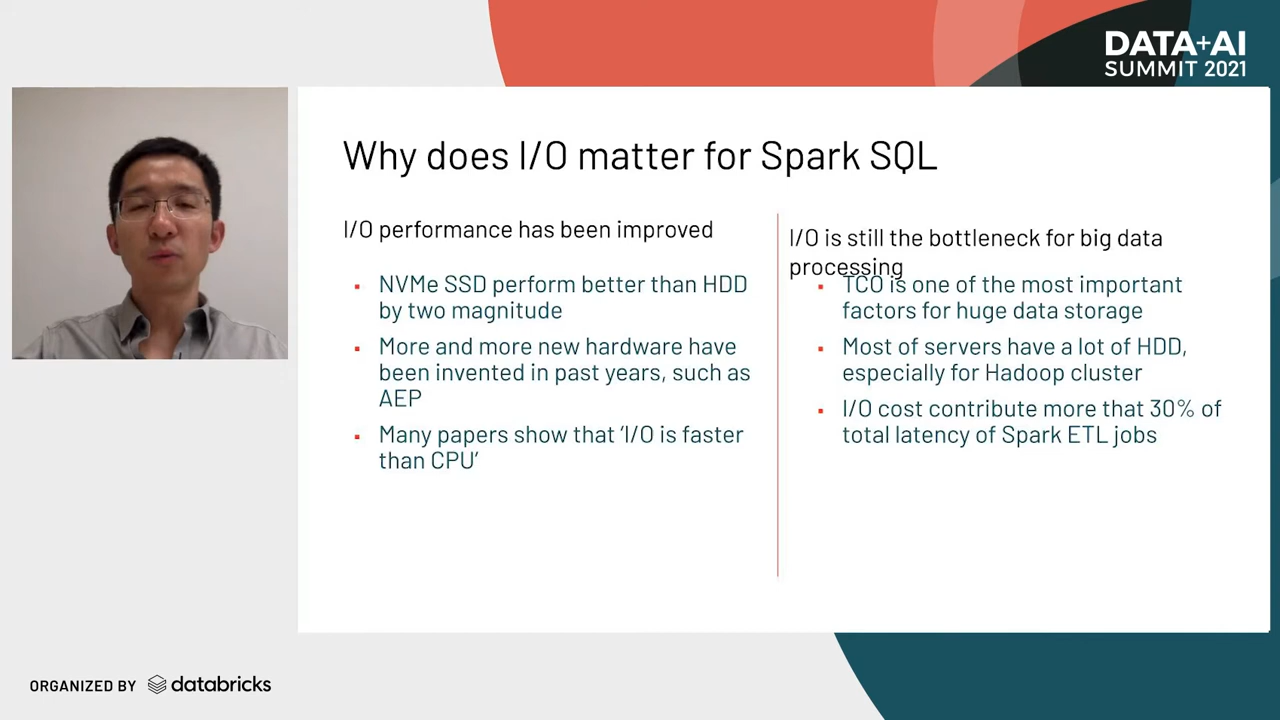 DATA+AI
SUMMIT 2021
Why does I/O matter for Spark SQL
I/O performance has been improved
▪ NVMe SSD perform better than HDD
by two magnitude
▪ More and more new hardware have
been invented in past years, such as
AEP
▪ Many papers show that ‘I/O is faster
than CPU’
I/O is still the bottleneck for big data
processing
▪ TCO is one of the most important
factors for huge data storage
▪ Most of servers have a lot of HDD,
especially for Hadoop cluster
▪ I/O cost contribute more that 30% of
total latency of Spark ETL jobs
ORGANIZED BY databricks